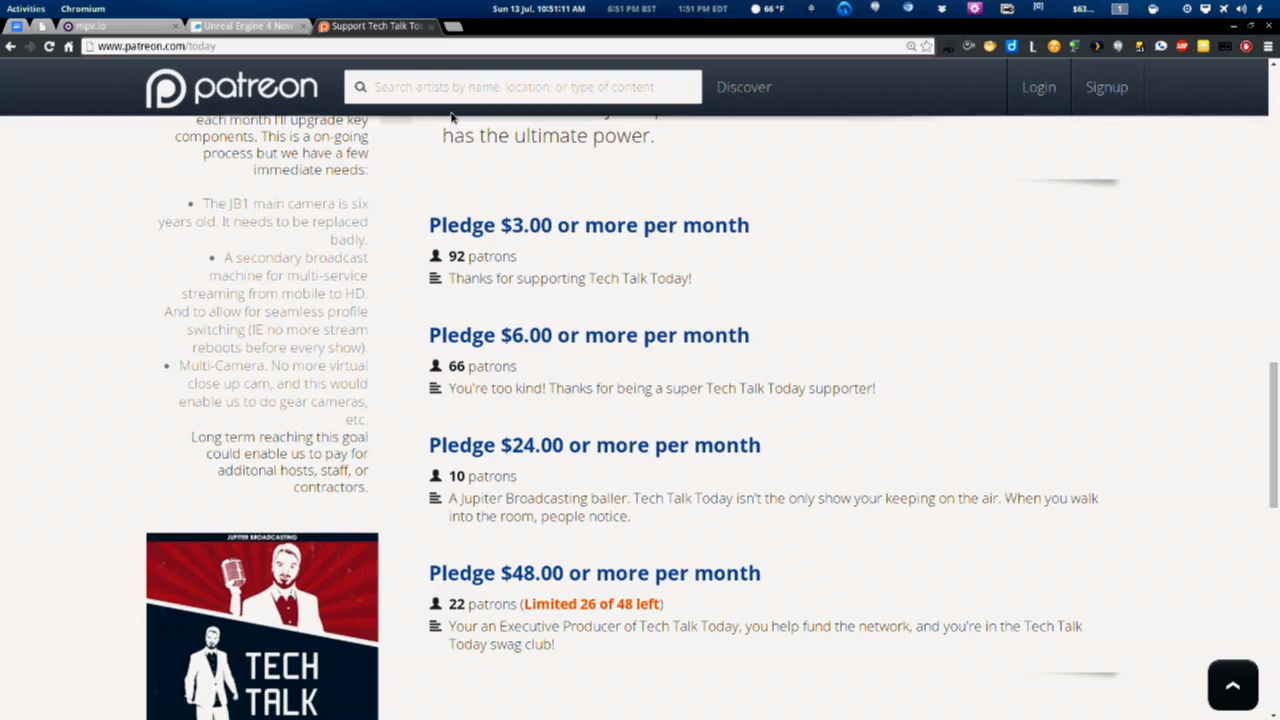 Activities Chromium Sun 13 Jul, 10:51:11 AM 6:51 PM BST 1:51 PM EDT 66 °F $63... 1
mpv.io Unreal Engine 4 Now Support Tech Talk To
www.patreon.com/today
patreon Search artists by name, location, or type of content Discover Login Signup
each month I'll upgrade key
components. This is a on-going
process but we have a few
immediate needs:
• The JB1 main camera is six
years old. It needs to be replaced
badly.
• A secondary broadcast
machine for multi-service
streaming from mobile to HD.
And to allow for seamless profile
switching (IE no more stream
reboots before every show).
• Multi-Camera. No more virtual
close up cam, and this would
enable us to do gear cameras,
etc.
Long term reaching this goal
could enable us to pay for
additonal hosts, staff, or
contractors.
JUPITER BROADCASTING
TECH
TALK
has the ultimate power.
Pledge $3.00 or more per month
92 patrons
Thanks for supporting Tech Talk Today!
Pledge $6.00 or more per month
66 patrons
You're too kind! Thanks for being a super Tech Talk Today supporter!
Pledge $24.00 or more per month
10 patrons
A Jupiter Broadcasting baller. Tech Talk Today isn't the only show your keeping on the air. When you walk
into the room, people notice.
Pledge $48.00 or more per month
22 patrons (Limited 26 of 48 left)
Your an Executive Producer of Tech Talk Today, you help fund the network, and you're in the Tech Talk
Today swag club!